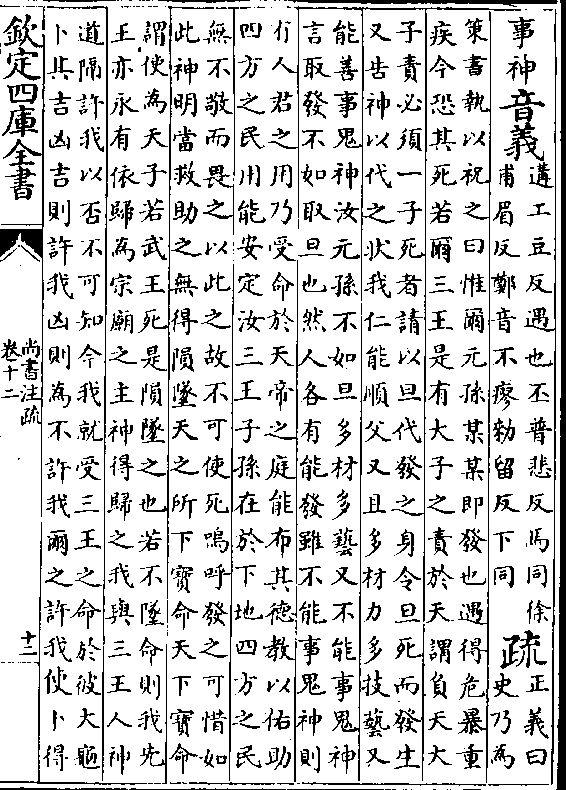 事神音義遘工豆反遇也丕普悲反馬同徐
甫眉反鄭音不瘳勑留反下同疏正義曰
史乃為
策書執以祝之曰惟爾元孫某某即發也遇得危暴重
疾今恐其死若爾三王是有大子之責於天謂負天大
子責必須一子死者請以旦代發之身令旦死而發生
又告神以代之狀我仁能順父又且多材力多技藝又
能善事鬼神汝元孫不如旦多材多藝又不能事鬼神
言取發不如取旦也然人各有能發雖不能事鬼神則
有人君之用乃受命於天帝之庭能布其德教以佑助
四方之民用能安定汝三王子孫在於下地四方之民
無不敬而畏之以此之故不可使死嗚呼發之可惜如
此神明當救助之無得隕墜天之所下寶命天下寶命
謂使為天子若武王死是隕墜之也若不墜命則我先
王亦永有依歸為宗廟之主神得歸之我與三王人神
道隔許我以否不可知今我就受三王之命於彼大龜
卜其吉凶吉則許我凶則為不許我爾之許我使卜得
欽定四庫全書
尚書注疏
卷十二
十二